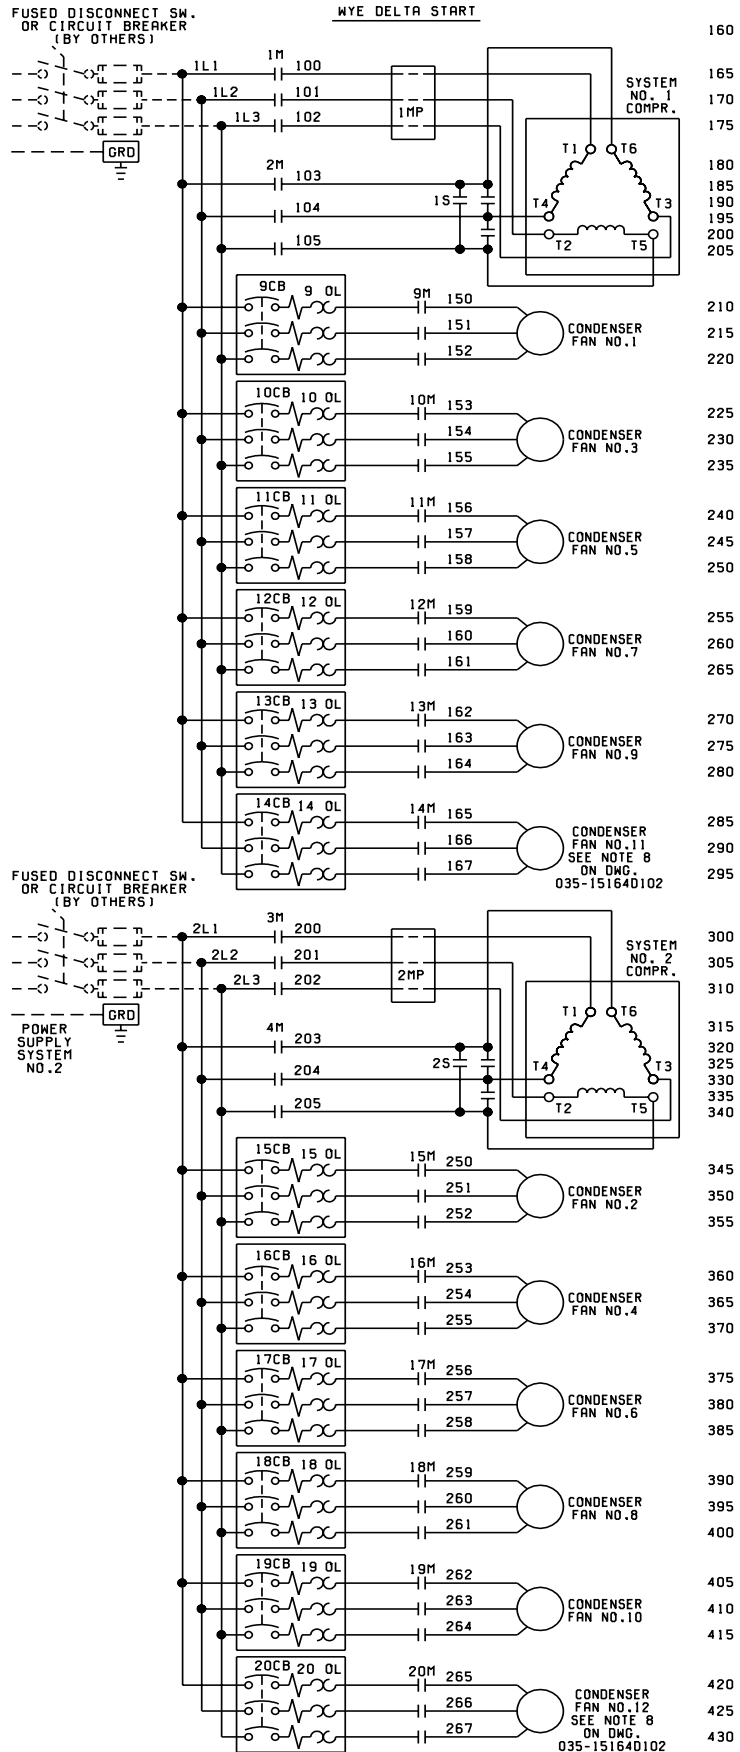 WYE DELTA START
FUSED DISCONNECT SW.
OR CIRCUIT BREAKER
(BY OTHERS)
160
1L1 1M 100 165
1L2 101 170
1MP
1L3 102 175
SYSTEM
NO. 1
COMPR.
GRD
T1 T6
180
2M 103 185
1S 190
T4 T3
104 195
T2 T5 200
105 205
9CB 9 OL 9M 150 210
151 215
152 220
CONDENSER
FAN NO.1
10CB 10 OL 10M 153 225
154 230
155 235
CONDENSER
FAN NO.3
11CB 11 OL 11M 156 240
157 245
158 250
CONDENSER
FAN NO.5
12CB 12 OL 12M 159 255
160 260
161 265
CONDENSER
FAN NO.7
13CB 13 OL 13M 162 270
163 275
164 280
CONDENSER
FAN NO.9
14CB 14 OL 14M 165 285
166 290
167 295
CONDENSER
FAN NO.11
SEE NOTE 8
ON DWG.
035-15164D102
FUSED DISCONNECT SW.
OR CIRCUIT BREAKER
(BY OTHERS)
2L1 3M 200 300
2L2 201 305
2MP
2L3 202 310
SYSTEM
NO. 2
COMPR.
GRD
POWER
SUPPLY
SYSTEM
NO.2
T1 T6
315
4M 203 320
2S 325
T4 T3
204 330
T2 T5 335
205 340
15CB 15 OL 15M 250 345
251 350
252 355
CONDENSER
FAN NO.2
16CB 16 OL 16M 253 360
254 365
255 370
CONDENSER
FAN NO.4
17CB 17 OL 17M 256 375
257 380
258 385
CONDENSER
FAN NO.6
18CB 18 OL 18M 259 390
260 395
261 400
CONDENSER
FAN NO.8
19CB 19 OL 19M 262 405
263 410
264 415
CONDENSER
FAN NO.10
20CB 20 OL 20M 265 420
266 425
267 430
CONDENSER
FAN NO.12
SEE NOTE 8
ON DWG.
035-15164D102